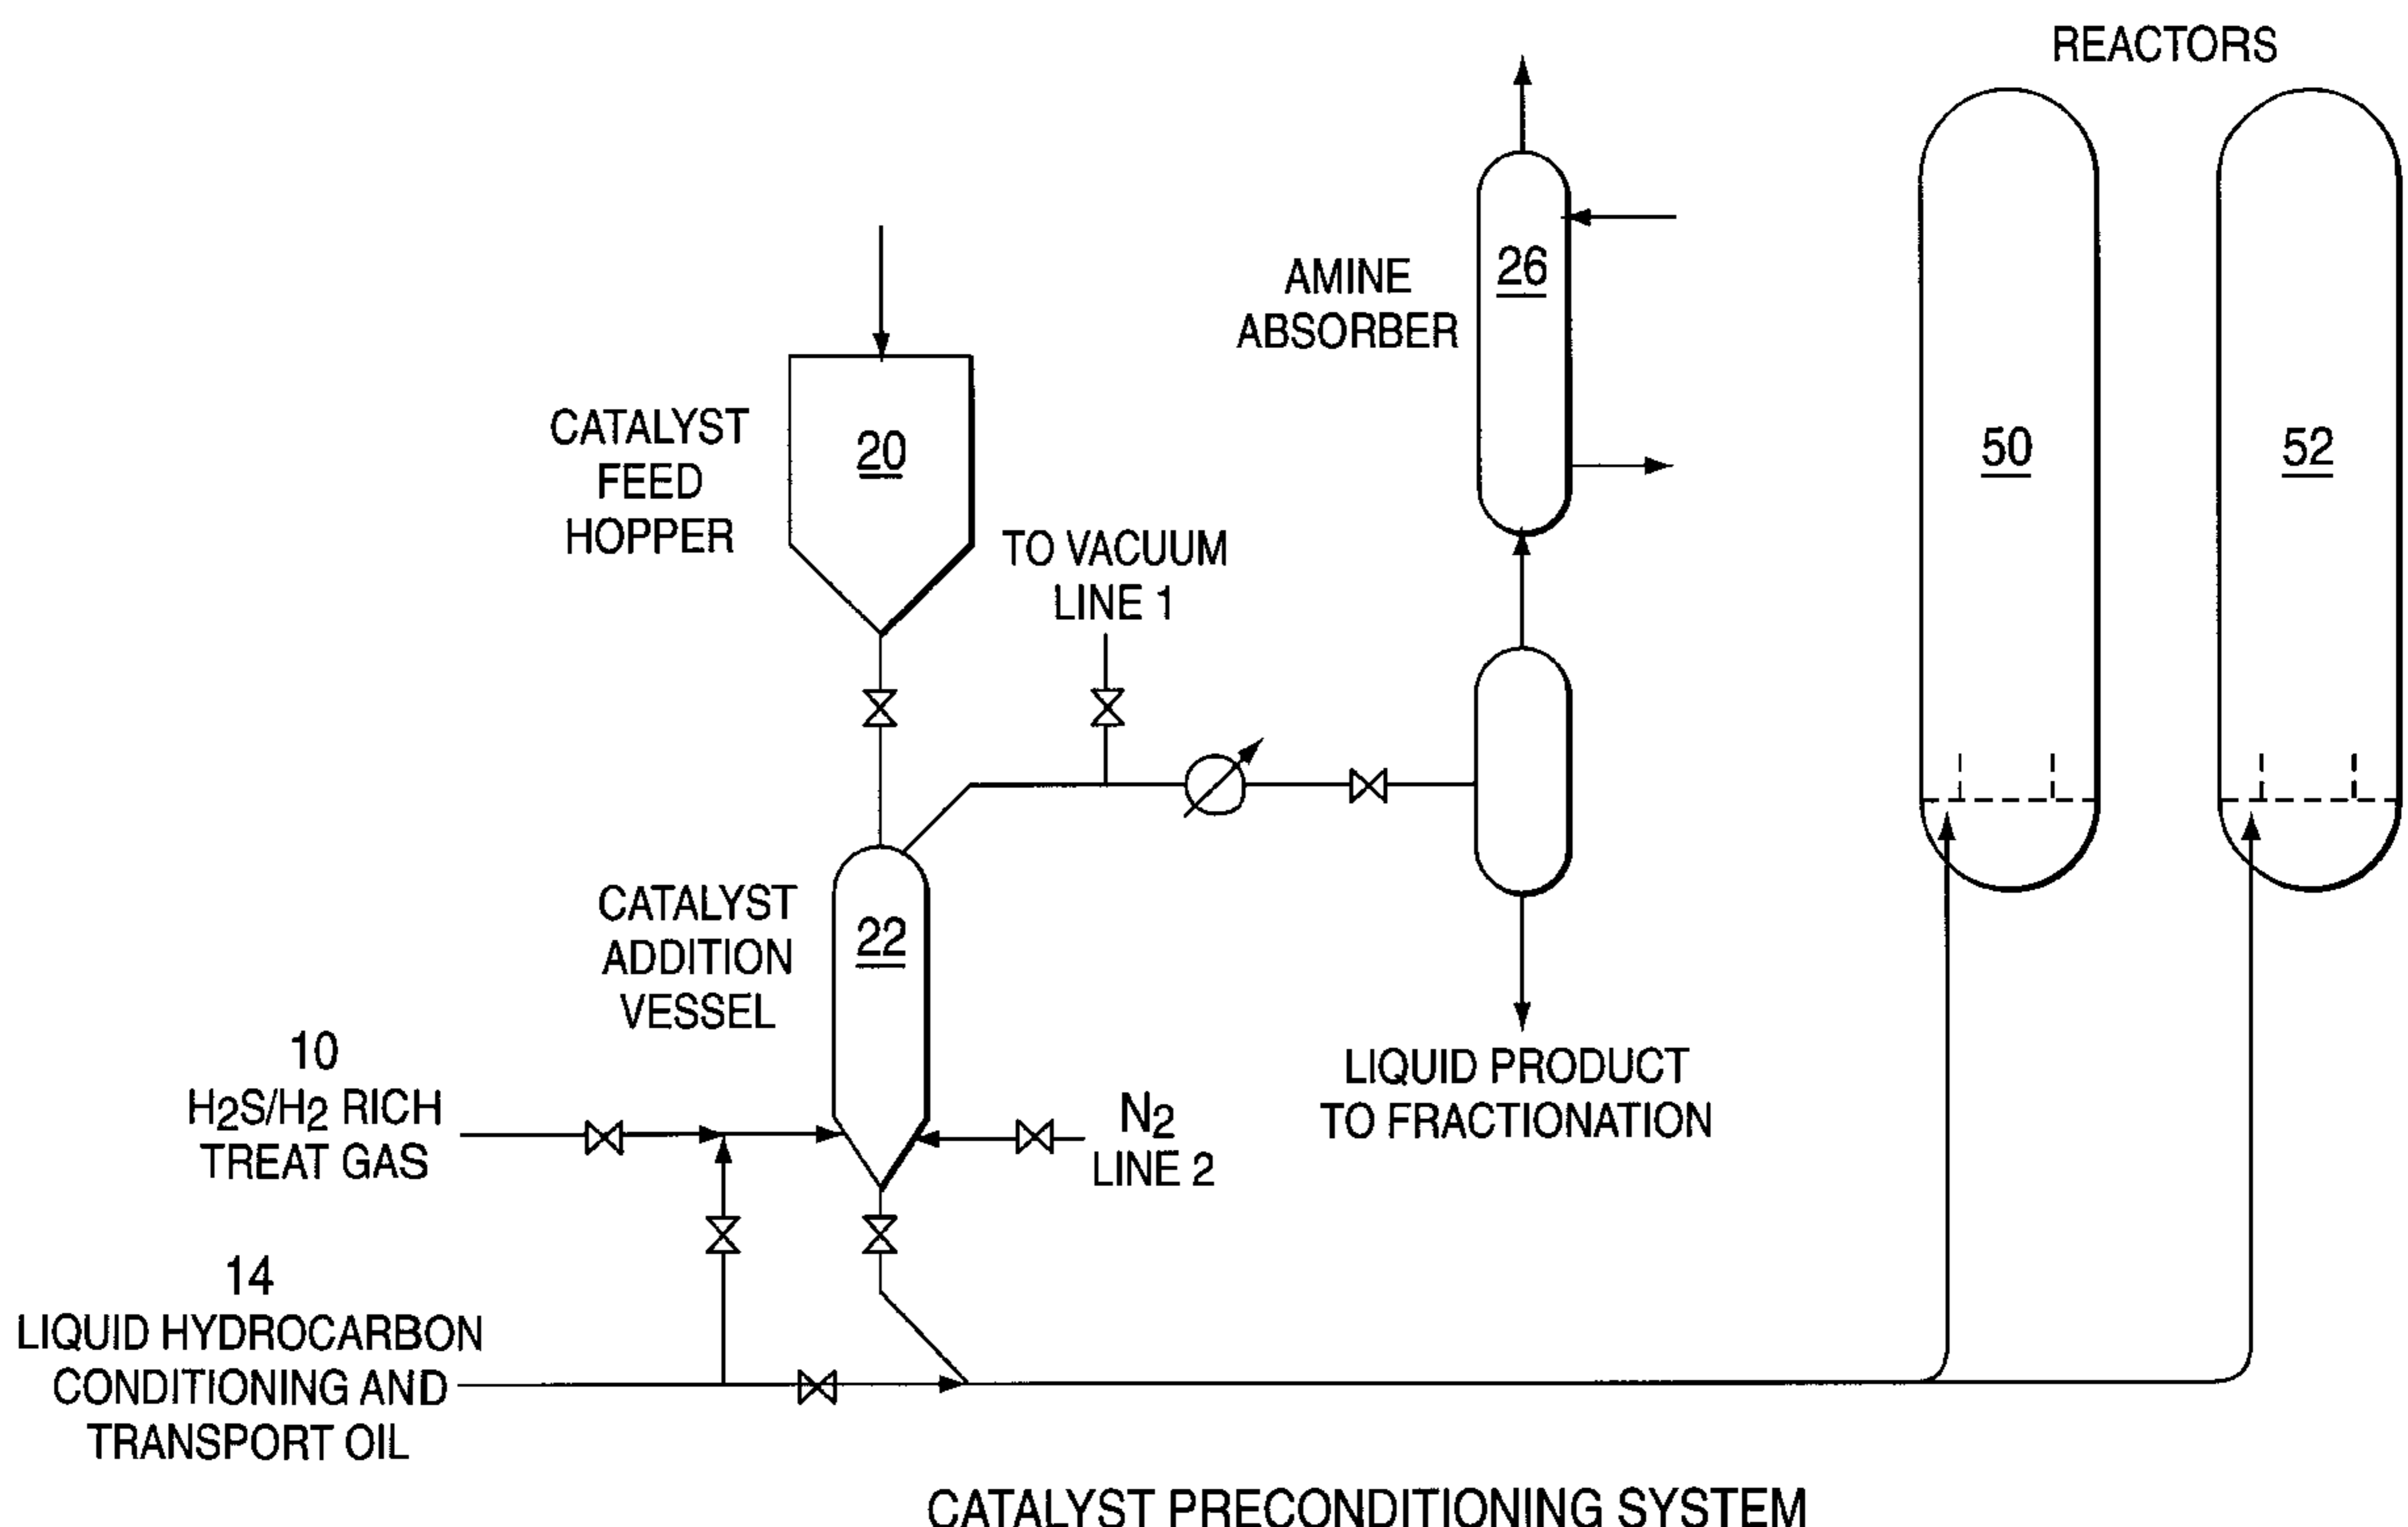 REACTORS
26
AMINE
ABSORBER
CATALYST
FEED
HOPPER
20
50
52
TO VACUUM
LINE 1
CATALYST
ADDITION
VESSEL
22
10
H2S/H2 RICH
TREAT GAS
N2
LINE 2
LIQUID PRODUCT
TO FRACTIONATION
14
LIQUID HYDROCARBON
CONDITIONING AND
TRANSPORT OIL
CATALYST PRECONDITIONING SYSTEM